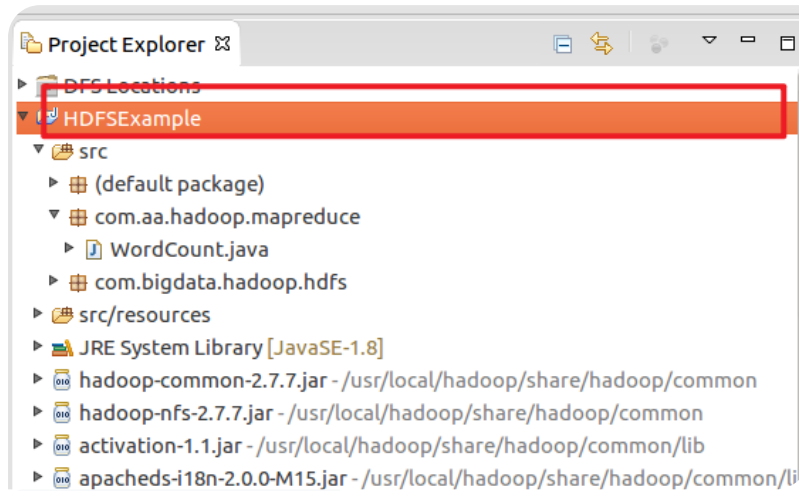 Project Explorer
DFS Locations
HDFSExample
src
(default package)
com.aa.hadoop.mapreduce
WordCount.java
com.bigdata.hadoop.hdfs
src/resources
JRE System Library [JavaSE-1.8]
hadoop-common-2.7.7.jar - /usr/local/hadoop/share/hadoop/common
hadoop-nfs-2.7.7.jar - /usr/local/hadoop/share/hadoop/common
activation-1.1.jar - /usr/local/hadoop/share/hadoop/common/lib
apacheds-i18n-2.0.0-M15.jar - /usr/local/hadoop/share/hadoop/common/li